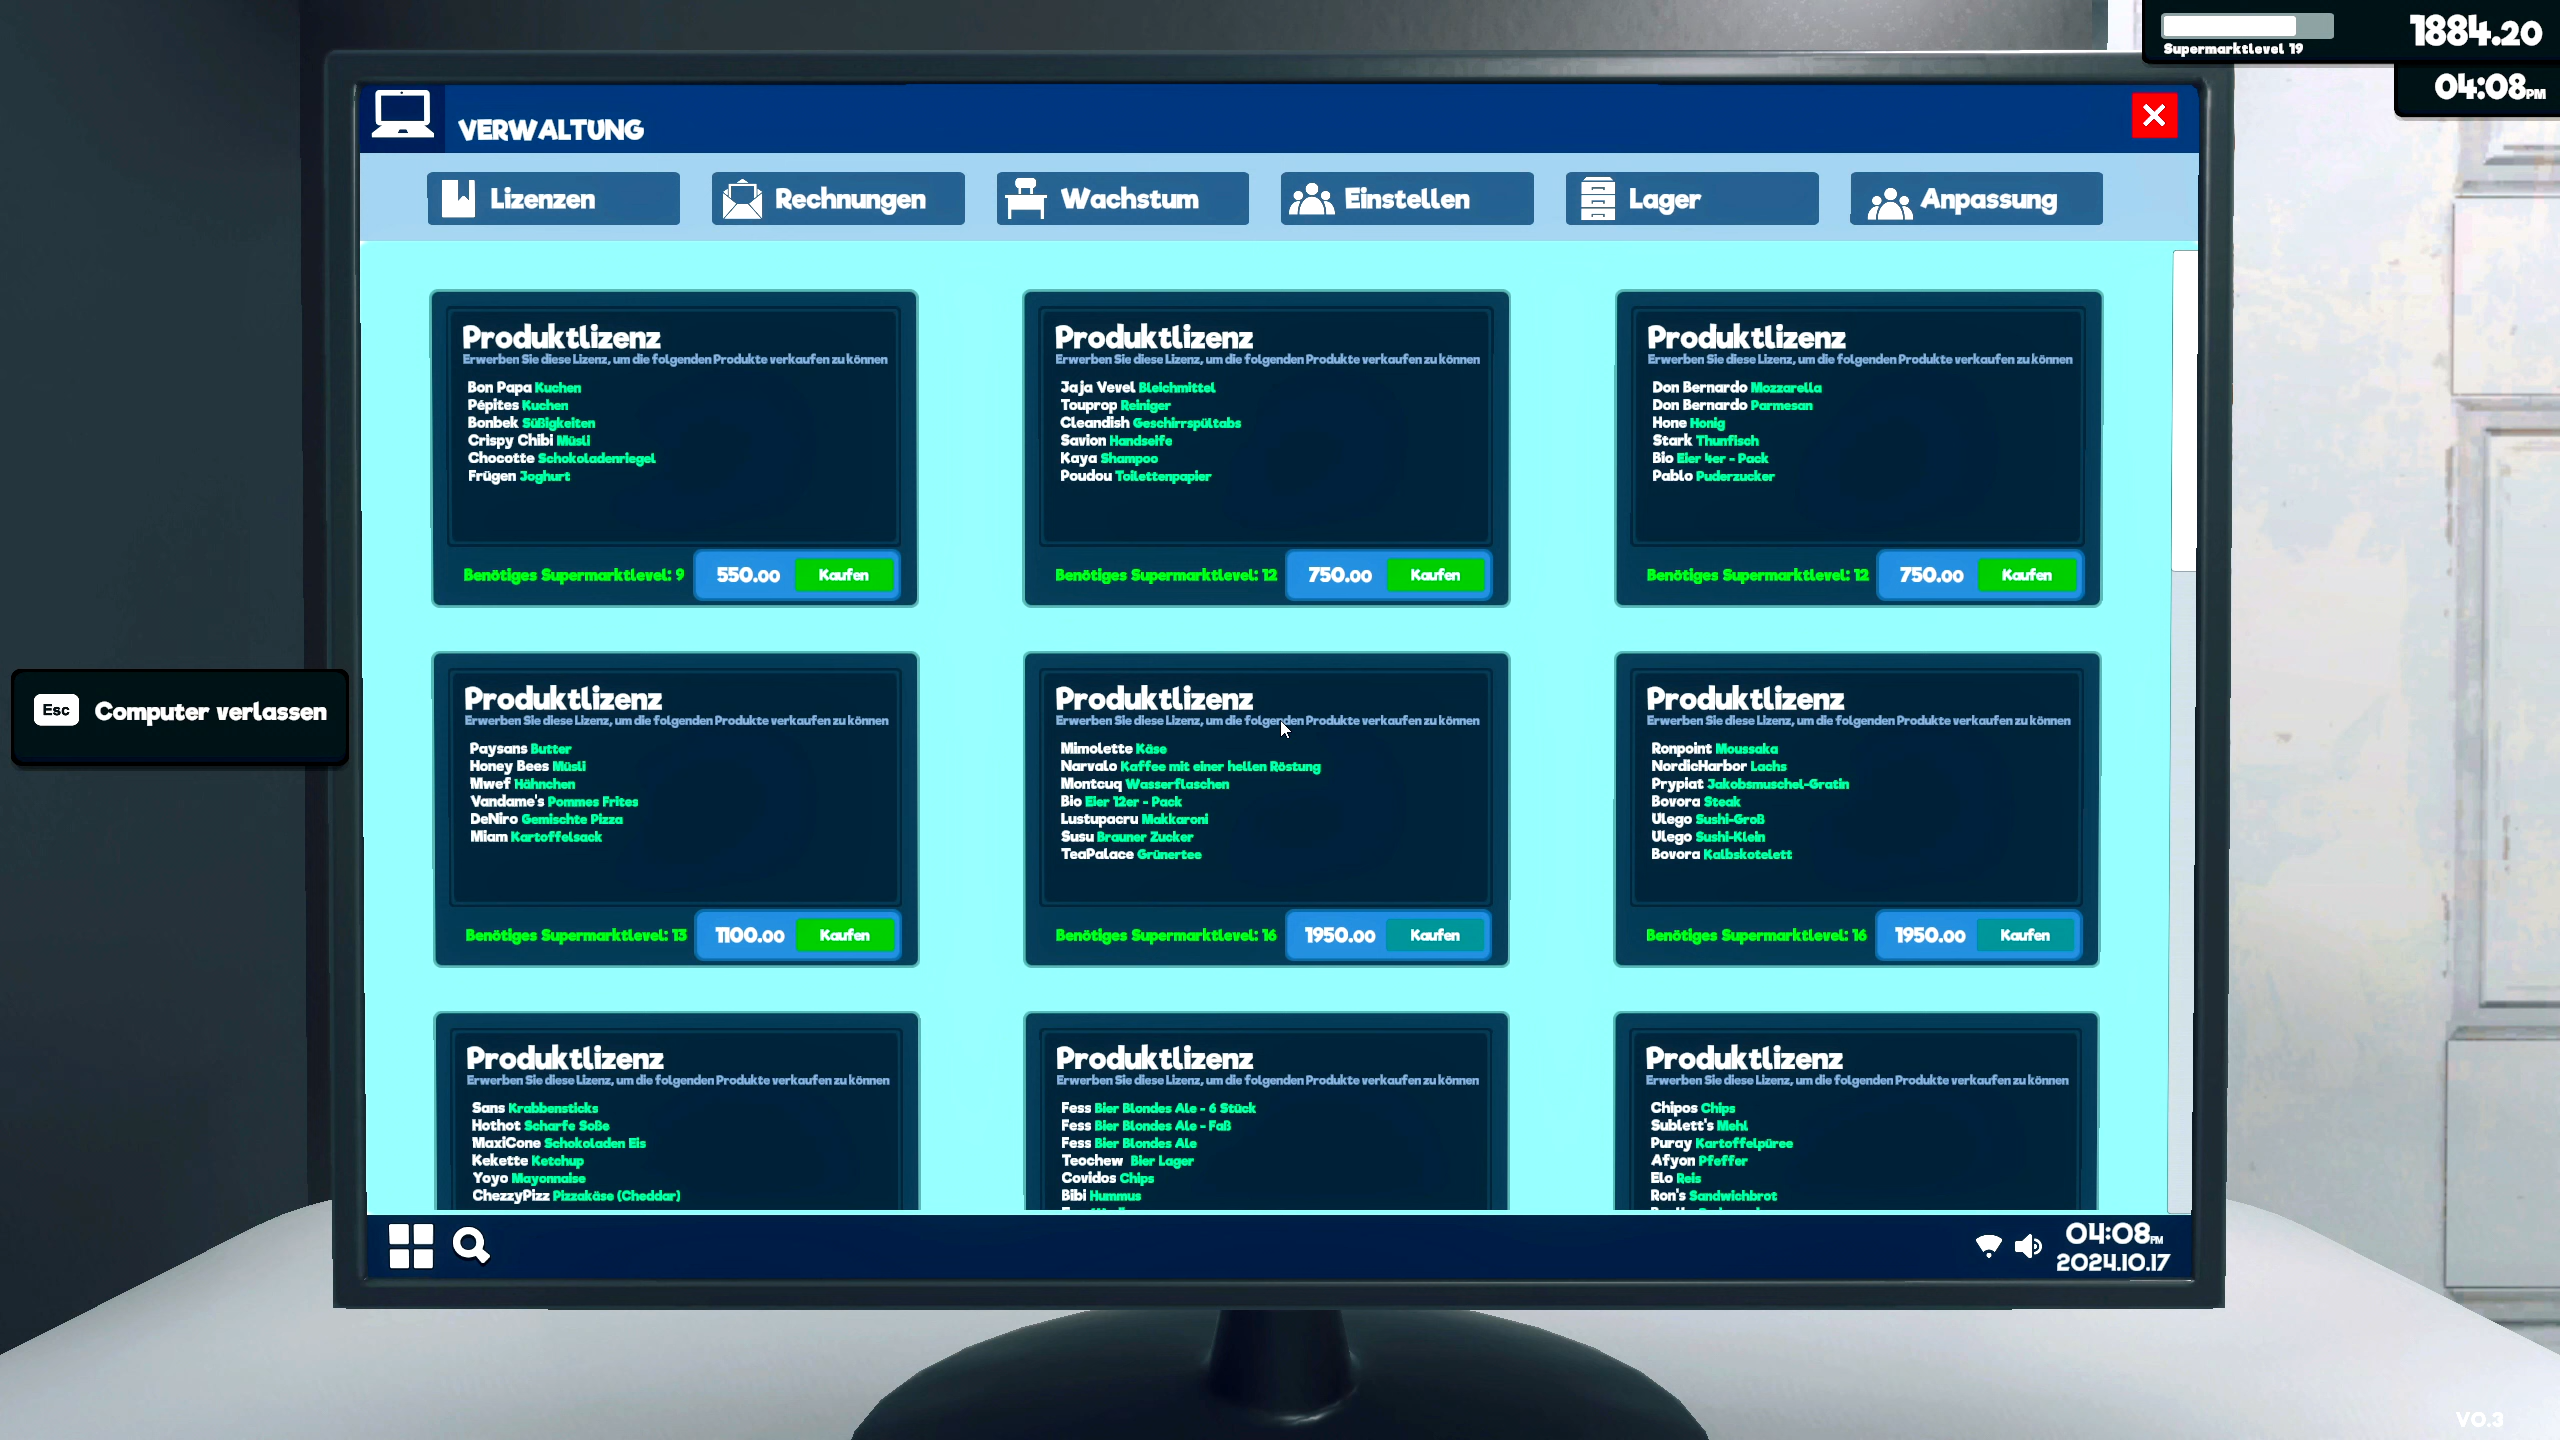 1884.20
Supermarktlevel 19
04:08PM
VERWALTUNG
Lizenzen
Rechnungen
Wachstum
Einstellen
Lager
Anpassung
Produktlizenz
Erwerben Sie diese Lizenz, um die folgenden Produkte verkaufen zu können
Bon Papa Kuchen
Pépites Kuchen
Bonbek Süßigkeiten
Crispy Chibi Müsli
Chocotte Schokoladenriegel
Frügen Joghurt
Benötiges Supermarktlevel: 9
550.00
Kaufen
Produktlizenz
Erwerben Sie diese Lizenz, um die folgenden Produkte verkaufen zu können
Jaja Vevel Bleichmittel
Touprop Reiniger
Cleandish Geschirrspültabs
Savion Handseife
Kaya Shampoo
Poudou Toilettenpapier
Benötiges Supermarktlevel: 12
750.00
Kaufen
Produktlizenz
Erwerben Sie diese Lizenz, um die folgenden Produkte verkaufen zu können
Don Bernardo Mozzarella
Don Bernardo Parmesan
Hone Honig
Stark Thunfisch
Bio Eier 4er - Pack
Pablo Puderzucker
Benötiges Supermarktlevel: 12
750.00
Kaufen
Produktlizenz
Erwerben Sie diese Lizenz, um die folgenden Produkte verkaufen zu können
Paysans Butter
Honey Bees Müsli
Mwef Hähnchen
Vandame's Pommes Frites
DeNiro Gemischte Pizza
Miam Kartoffelsack
Benötiges Supermarktlevel: 13
1100.00
Kaufen
Produktlizenz
Erwerben Sie diese Lizenz, um die folgenden Produkte verkaufen zu können
Mimolette Käse
Narvalo Kaffee mit einer hellen Röstung
Montcuq Wasserflaschen
Bio Eier 12er - Pack
Lustupacru Makkaroni
Susu Brauner Zucker
TeaPalace Grünertee
Benötiges Supermarktlevel: 16
1950.00
Kaufen
Produktlizenz
Erwerben Sie diese Lizenz, um die folgenden Produkte verkaufen zu können
Ronpoint Moussaka
NordicHarbor Lachs
Prypiat Jakobsmuschel-Gratin
Bovora Steak
Ulego Sushi-Groß
Ulego Sushi-Klein
Bovora Kalbskotelett
Benötiges Supermarktlevel: 16
1950.00
Kaufen
Esc Computer verlassen
Produktlizenz
Erwerben Sie diese Lizenz, um die folgenden Produkte verkaufen zu können
Sans Krabbensticks
Hothot Scharfe Soße
MaxiCone Schokoladen Eis
Kekette Ketchup
Yoyo Mayonnaise
ChezzyPizz Pizzakäse (Cheddar)
Produktlizenz
Erwerben Sie diese Lizenz, um die folgenden Produkte verkaufen zu können
Fess Bier Blondes Ale - 6 Stück
Fess Bier Blondes Ale - Faß
Fess Bier Blondes Ale
Teochew Bier Lager
Covidos Chips
Bibi Hummus
Produktlizenz
Erwerben Sie diese Lizenz, um die folgenden Produkte verkaufen zu können
Chipos Chips
Sublett's Mehl
Puray Kartoffelpüree
Afyon Pfeffer
Elo Reis
Ron's Sandwichbrot
04:08PM
2024.10.17
V0.3